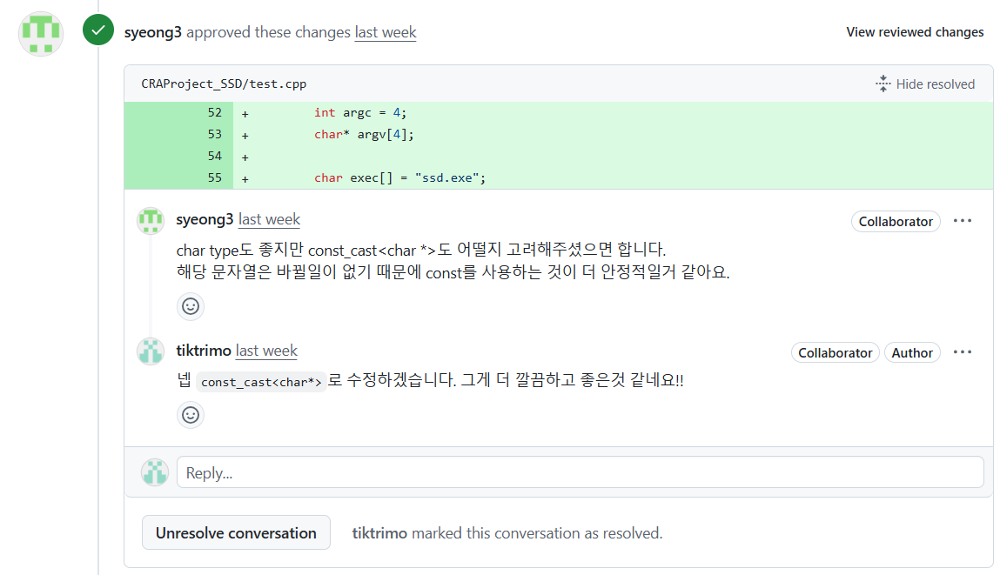 syeong3 approved these changes last week
View reviewed changes
CRAProject_SSD/test.cpp
Hide resolved
52 + int argc = 4;
53 + char* argv[4];
54 +
55 + char exec[] = "ssd.exe";
syeong3 last week
Collaborator
char type도 좋지만 const_cast<char *>도 어떨지 고려해주셨으면 합니다.
해당 문자열은 바뀔일이 없기 때문에 const를 사용하는 것이 더 안정적일거 같아요.
tiktrimo last week
Collaborator
Author
넵 const_cast<char*> 로 수정하겠습니다. 그게 더 깔끔하고 좋은것 같네요!!
Reply...
Unresolve conversation
tiktrimo marked this conversation as resolved.